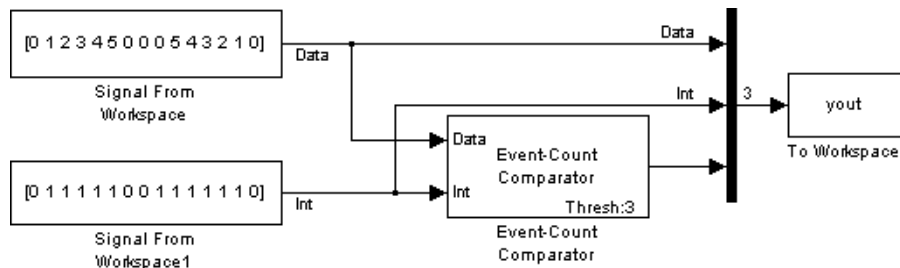 [0 1 2 3 4 5 0 0 0 5 4 3 2 1 0]
Data
Signal From
Workspace
Data
Int
3
yout
To Workspace
Data
Event-Count
Comparator
Int
Thresh:3
Event-Count
Comparator
[0 1 1 1 1 1 0 0 1 1 1 1 1 1 0]
Int
Signal From
Workspace1